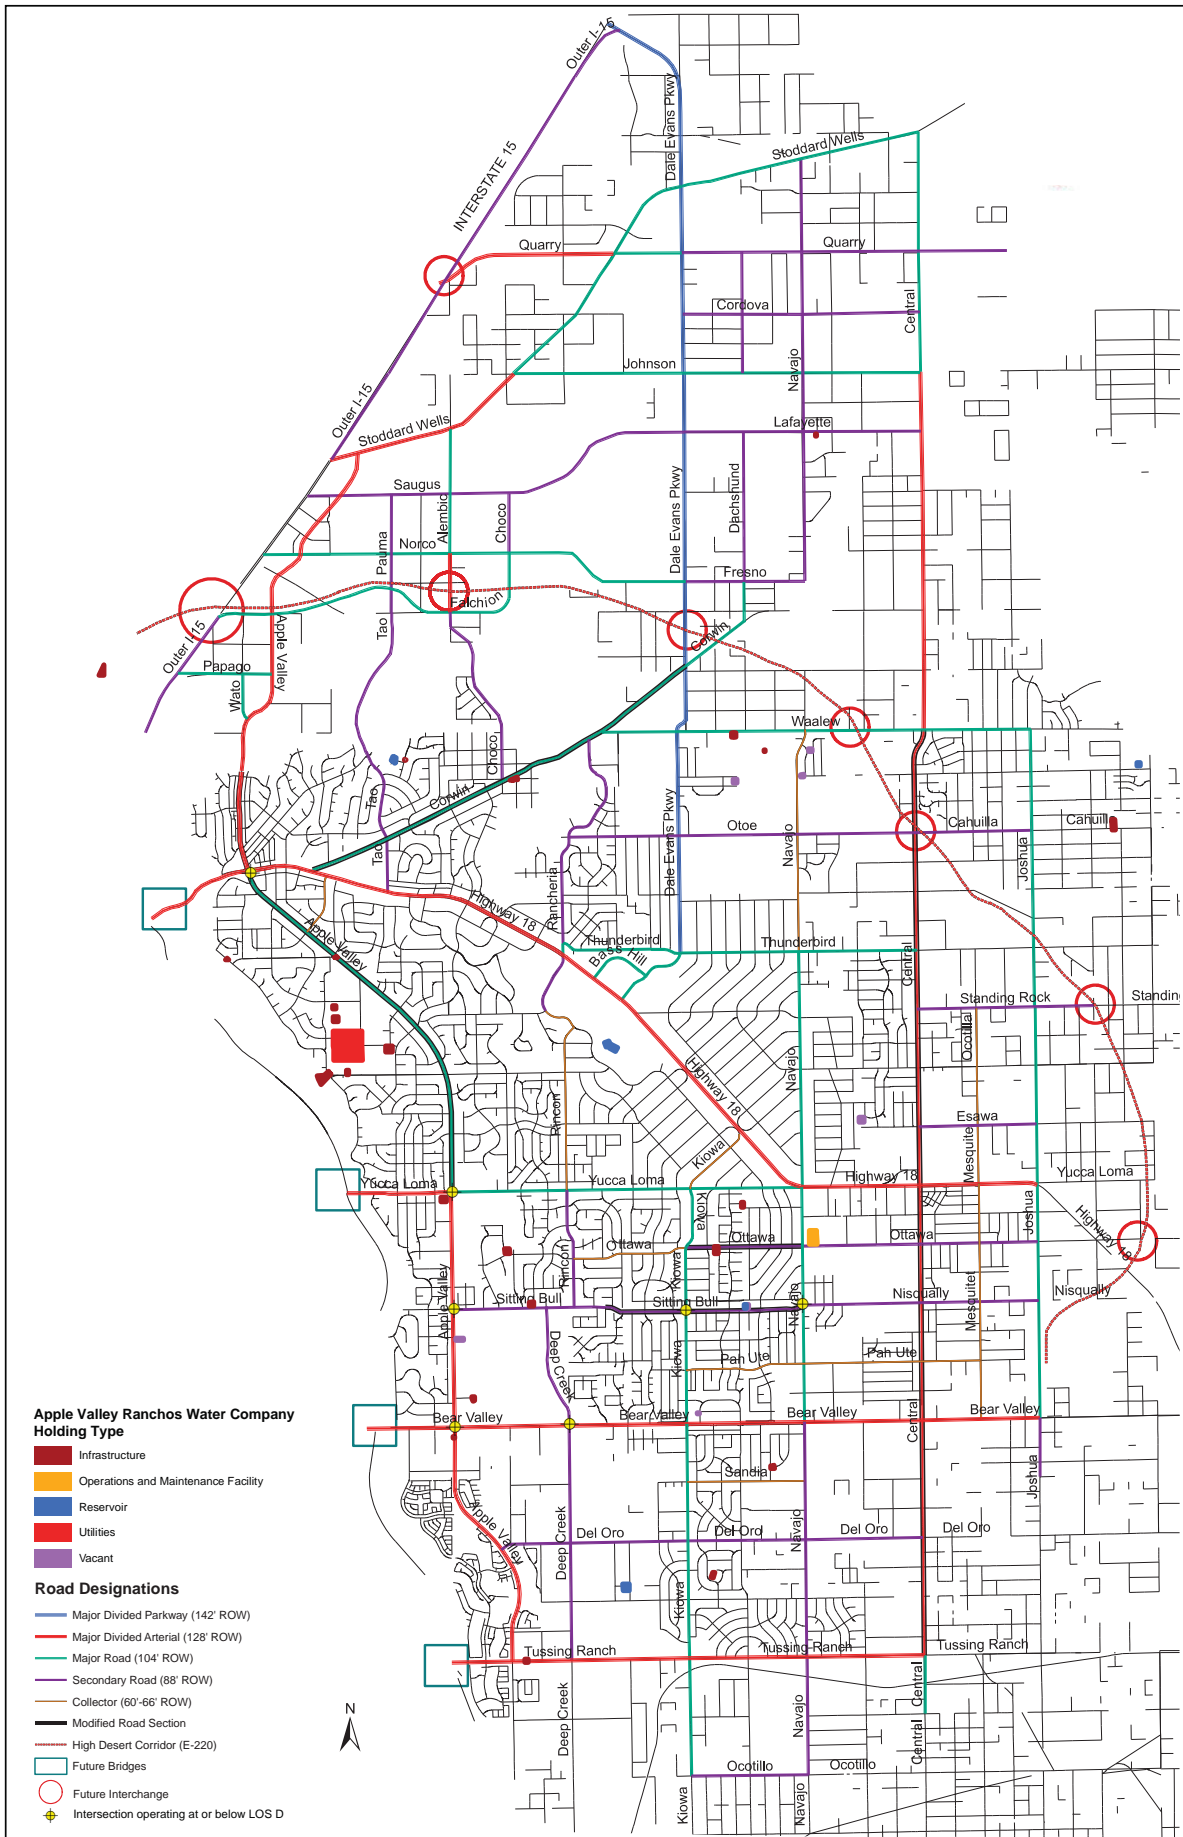 Outer I-15
Dale Evans Pkwy
Stoddard Wells
INTERSTATE 15
Quarry
Quarry
Central
Cordova
Johnson
Navajo
Outer I-15
Stoddard Wells
Lafayette
Saugus
Alembic
Choco
Dale Evans Pkwy
Dachshund
Pauma
Norco
Fresno
Falchion
Tao
Apple Valley
Outer I-15
Corwin
Papago
Wato
Waalew
Choco
Tao
Corwin
Dale Evans Pkwy
Otoe
Navajo
Cahuilla
Cahuilla
Joshua
Tao
Rancheria
Highway 18
Apple Valley
Thunderbird
Bass Hill
Thunderbird
Central
Standing Rock
Standing
Ocotilla
Navajo
Highway 18
Rincon
Esawa
Kiowa
Mesquite
Yucca Loma
Yucca Loma
Highway 18
Yucca Loma
Kiowa
Joshua
Highway 18
Ottawa
Ottawa
Ottawa
Rincon
Kiowa
Apple Valley
Sitting Bull
Sitting Bull
Navajo
Nisqually
Nisqually
Mesquitet
Deep Creek
Kiowa
Pah Ute
Pah Ute
Bear Valley
Bear Valley
Bear Valley
Central
Bear Valley
Sandia
Joshua
Apple Valley
Deep Creek
Del Oro
Del Oro
Navajo
Del Oro
Del Oro
Kiowa
Tussing Ranch
Tussing Ranch
Tussing Ranch
Central
Deep Creek
Navajo
Central
Ocotillo
Ocotillo
Kiowa
Navajo
Apple Valley Ranchos Water Company
Holding Type
Infrastructure
Operations and Maintenance Facility
Reservoir
Utilities
Vacant
Road Designations
Major Divided Parkway (142' ROW)
Major Divided Arterial (128' ROW)
Major Road (104' ROW)
Secondary Road (88' ROW)
Collector (60'-66' ROW)
Modified Road Section
High Desert Corridor (E-220)
Future Bridges
Future Interchange
Intersection operating at or below LOS D
N